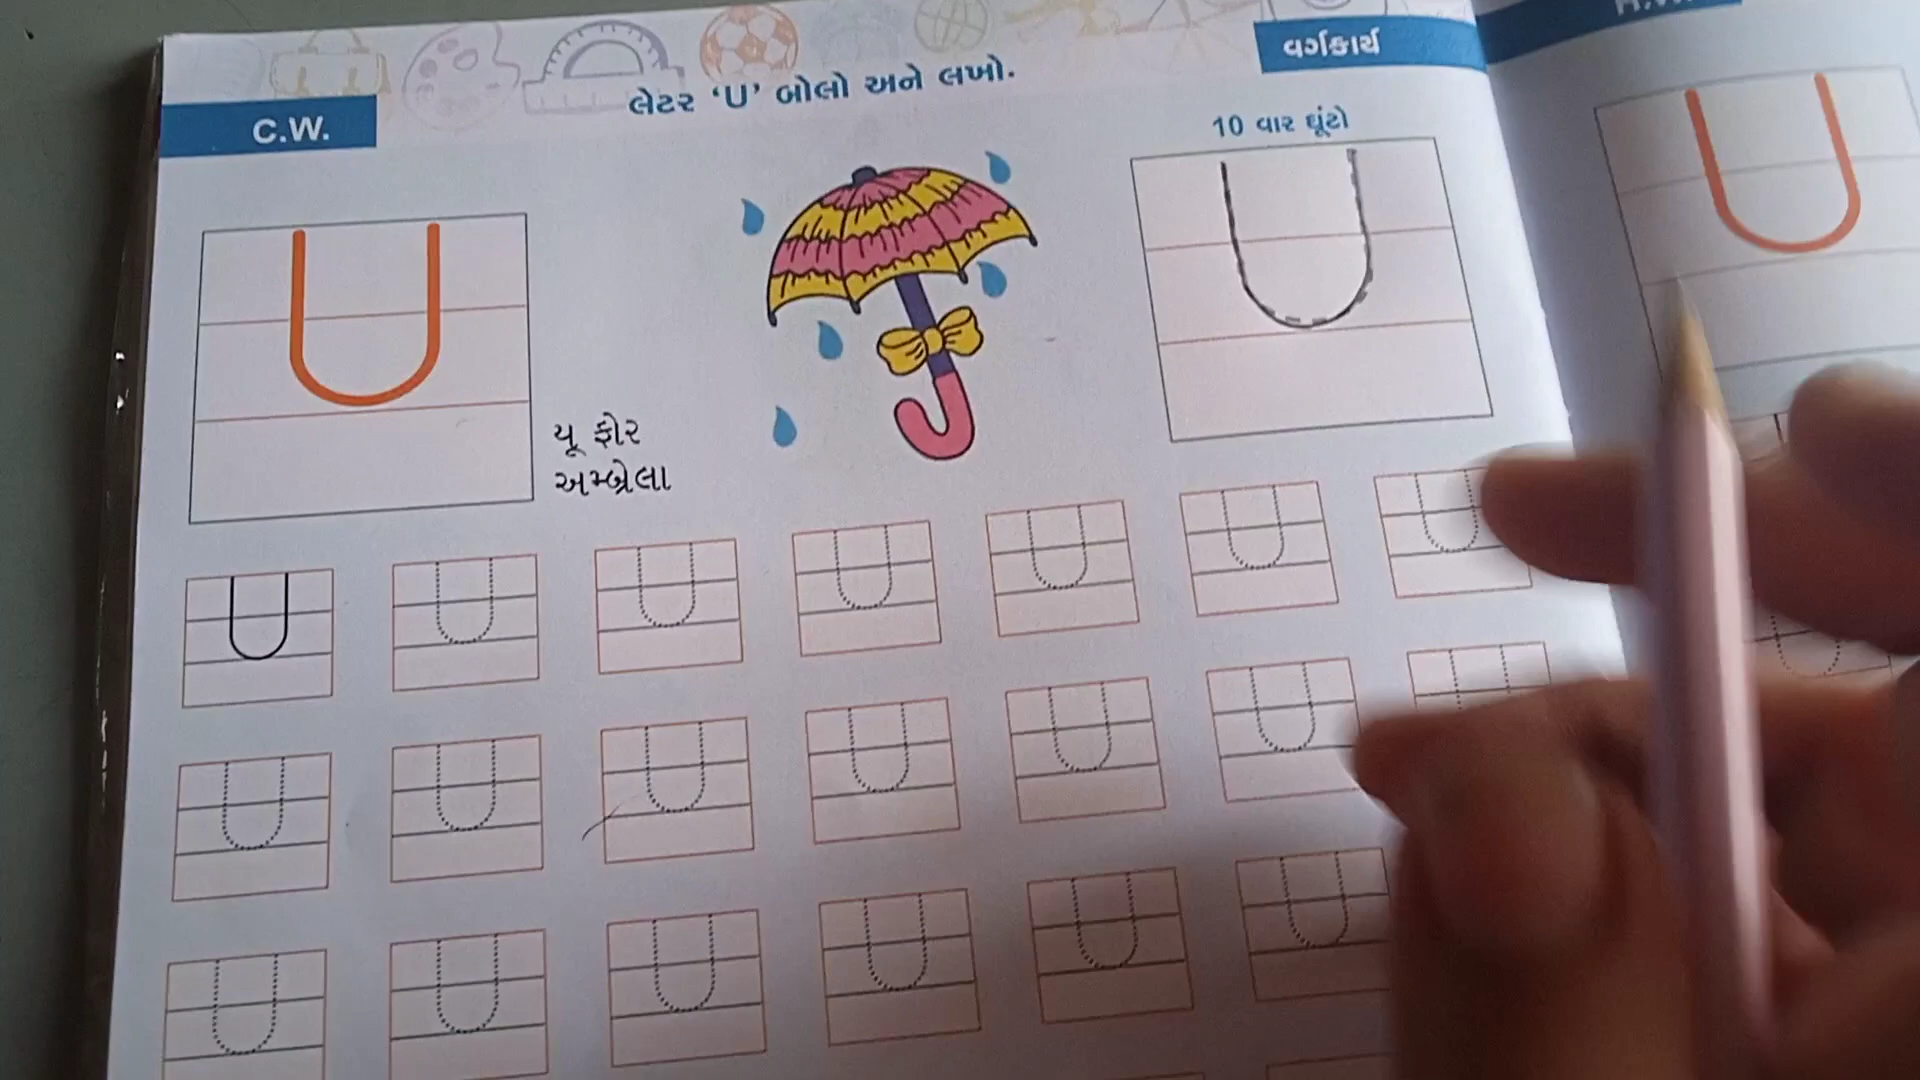 વર્ગકાર્ય
લેટર ‘U’ બોલો અને લખો.
C.W.
10 વાર ઘૂંટો
U
U
U
યૂ ફોર
અમ્બ્રેલા
U U U U U U U
U U U U U U
U U U U U U